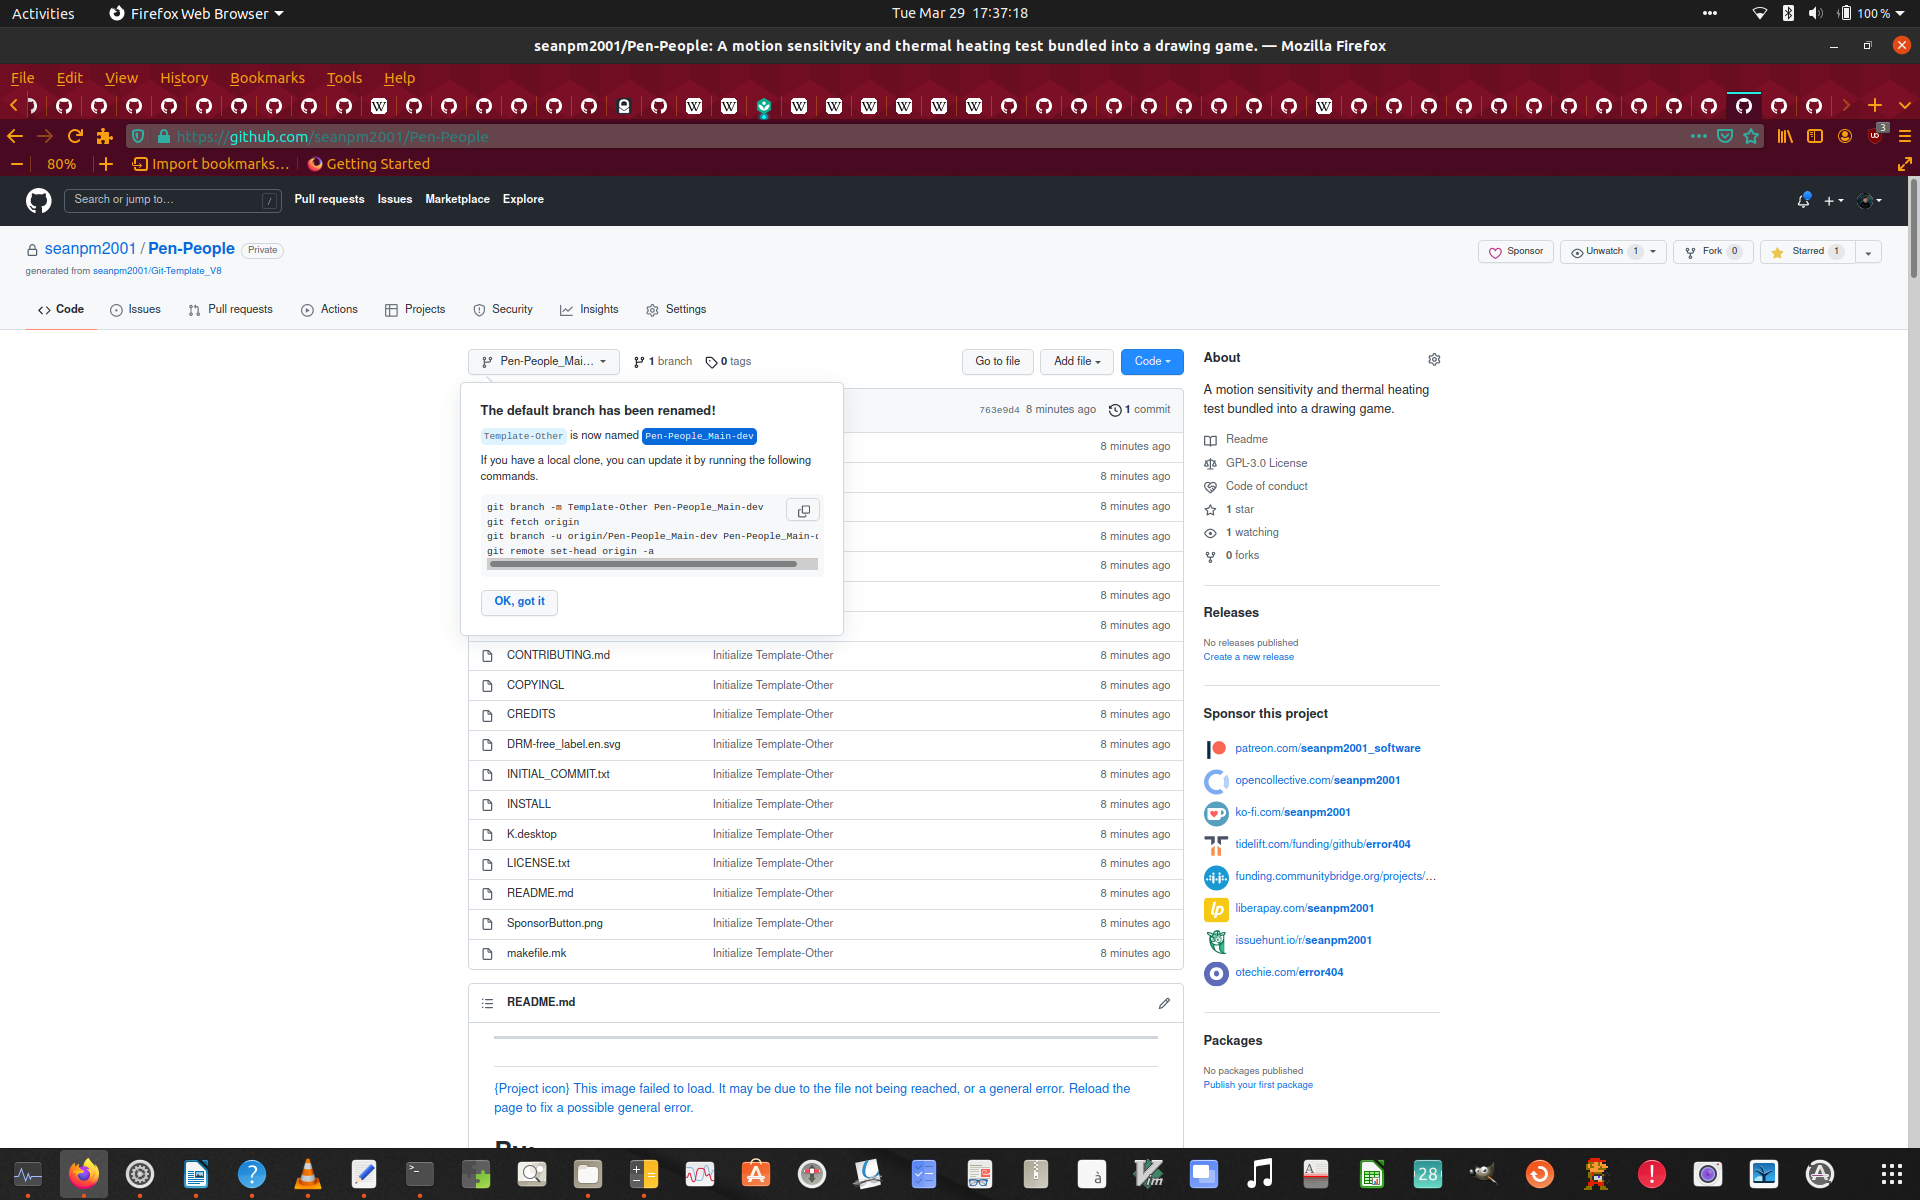 Activities
Firefox Web Browser
Tue Mar 29 17:37:18
100 %
seanpm2001/Pen-People: A motion sensitivity and thermal heating test bundled into a drawing game. — Mozilla Firefox
File Edit View History Bookmarks Tools Help
https://github.com/seanpm2001/Pen-People
3
80%
Import bookmarks…
Getting Started
Search or jump to… /
Pull requests Issues Marketplace Explore
seanpm2001 / Pen-People Private
generated from seanpm2001/Git-Template_V8
Sponsor
Unwatch 1
Fork 0
Starred 1
Code Issues Pull requests Actions Projects Security Insights Settings
Pen-People_Mai…
1 branch
0 tags
Go to file
Add file
Code
The default branch has been renamed!
Template-Other is now named Pen-People_Main-dev
If you have a local clone, you can update it by running the following
commands.
git branch -m Template-Other Pen-People_Main-dev
git fetch origin
git branch -u origin/Pen-People_Main-dev Pen-People_Main-d
git remote set-head origin -a
OK, got it
763e9d4 8 minutes ago 1 commit
8 minutes ago
8 minutes ago
8 minutes ago
8 minutes ago
8 minutes ago
8 minutes ago
8 minutes ago
CONTRIBUTING.md Initialize Template-Other 8 minutes ago
COPYINGL Initialize Template-Other 8 minutes ago
CREDITS Initialize Template-Other 8 minutes ago
DRM-free_label.en.svg Initialize Template-Other 8 minutes ago
INITIAL_COMMIT.txt Initialize Template-Other 8 minutes ago
INSTALL Initialize Template-Other 8 minutes ago
K.desktop Initialize Template-Other 8 minutes ago
LICENSE.txt Initialize Template-Other 8 minutes ago
README.md Initialize Template-Other 8 minutes ago
SponsorButton.png Initialize Template-Other 8 minutes ago
makefile.mk Initialize Template-Other 8 minutes ago
README.md
{Project icon} This image failed to load. It may be due to the file not being reached, or a general error. Reload the
page to fix a possible general error.
By:
About
A motion sensitivity and thermal heating
test bundled into a drawing game.
Readme
GPL-3.0 License
Code of conduct
1 star
1 watching
0 forks
Releases
No releases published
Create a new release
Sponsor this project
patreon.com/seanpm2001_software
opencollective.com/seanpm2001
ko-fi.com/seanpm2001
tidelift.com/funding/github/error404
funding.communitybridge.org/projects/…
lp
liberapay.com/seanpm2001
issuehunt.io/r/seanpm2001
otechie.com/error404
Packages
No packages published
Publish your first package
28